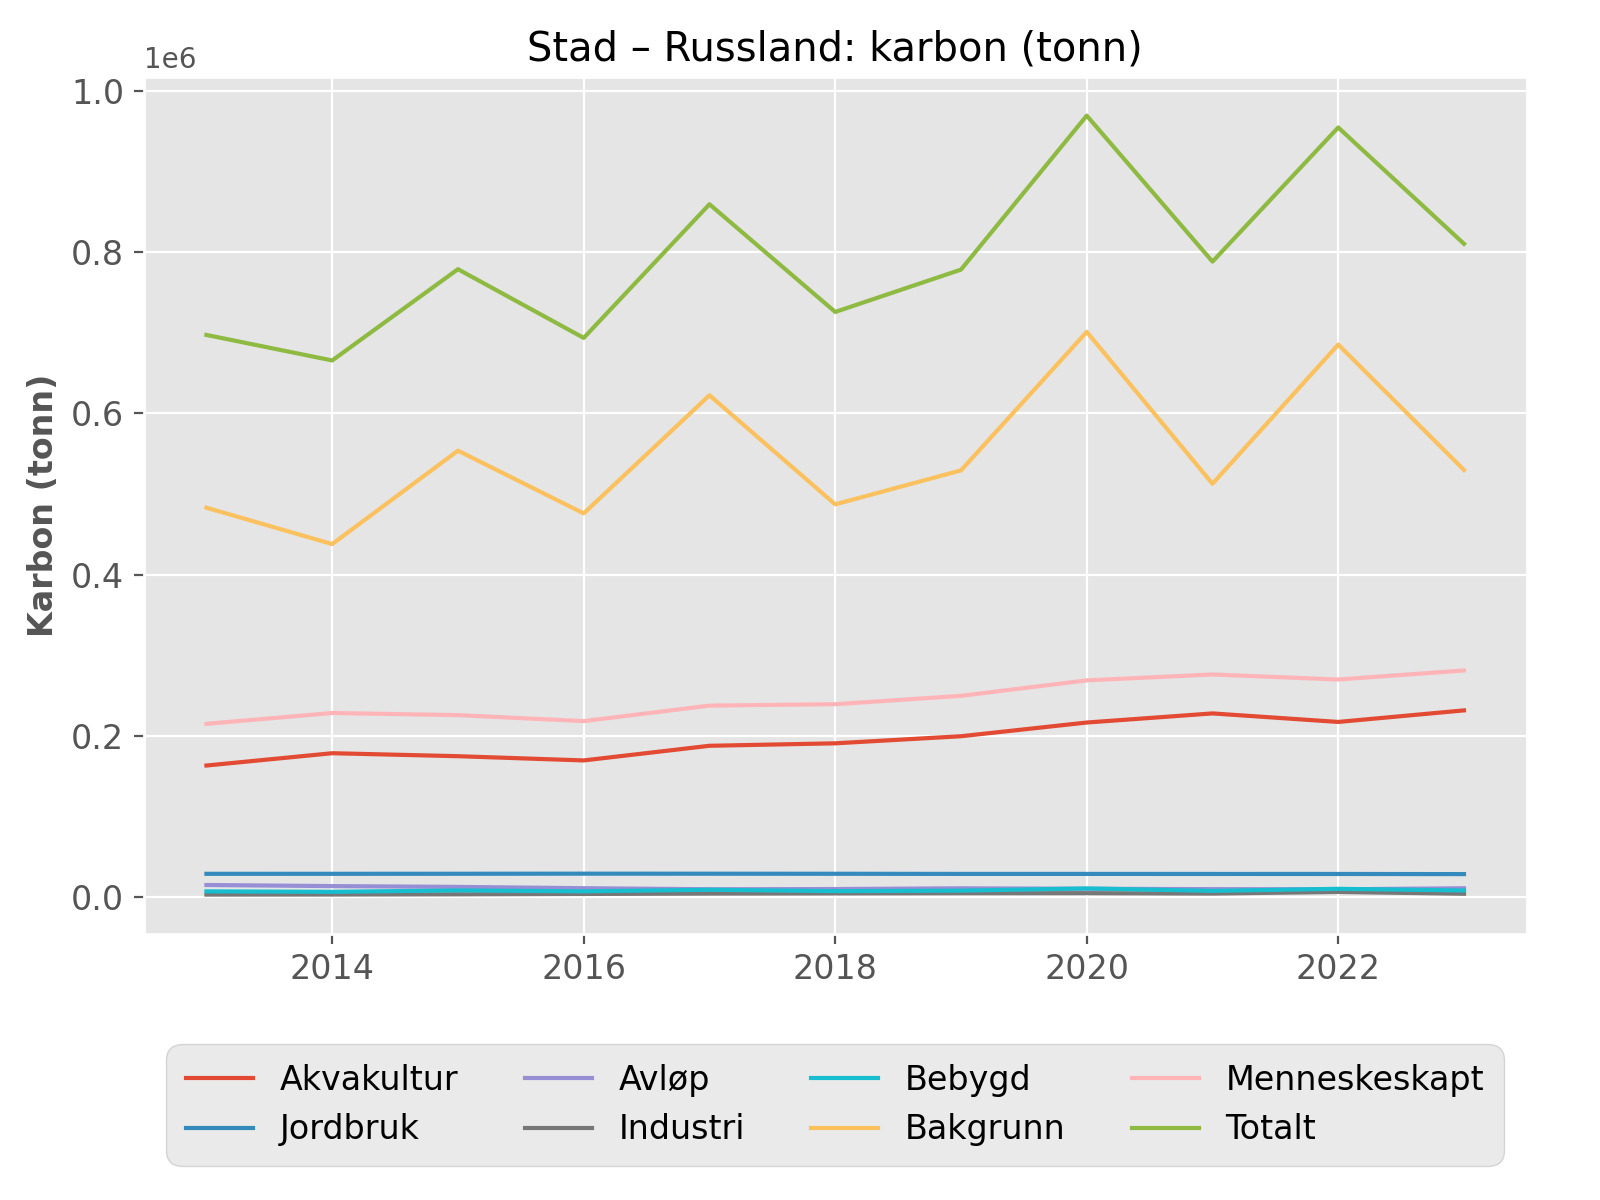 Stad – Russland: karbon (tonn)
1e6
1.0
0.8
0.6
0.4
0.2
0.0
Karbon (tonn)
2014 2016 2018 2020 2022
Akvakultur Avløp Bebygd Menneskeskapt
Jordbruk Industri Bakgrunn Totalt